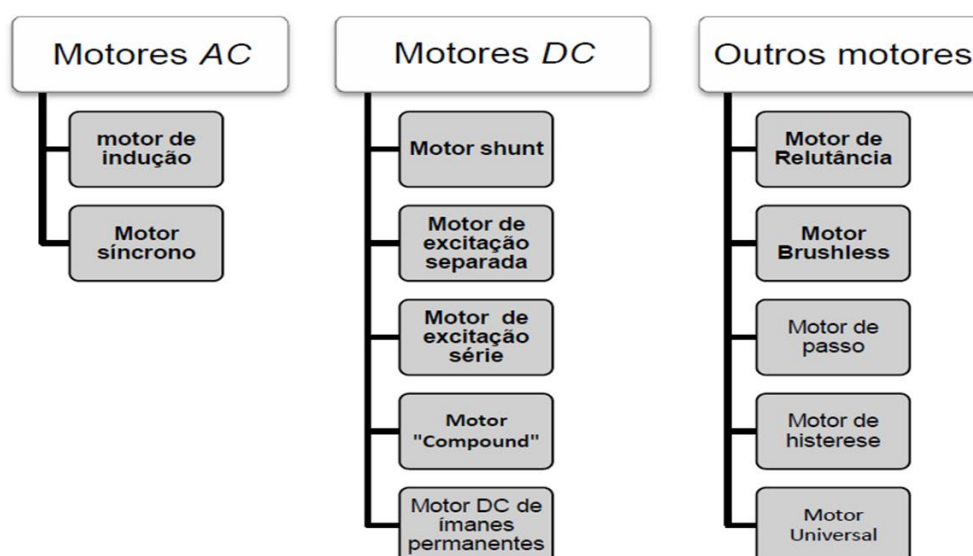 Motores AC
motor de
indução
Motor
síncrono
Motores DC
Motor shunt
Motor de
excitação
separada
Motor de
excitação
série
Motor
"Compound"
Motor DC de
ímanes
permanentes
Outros motores
Motor de
Relutância
Motor
Brushless
Motor de
passo
Motor de
histerese
Motor
Universal